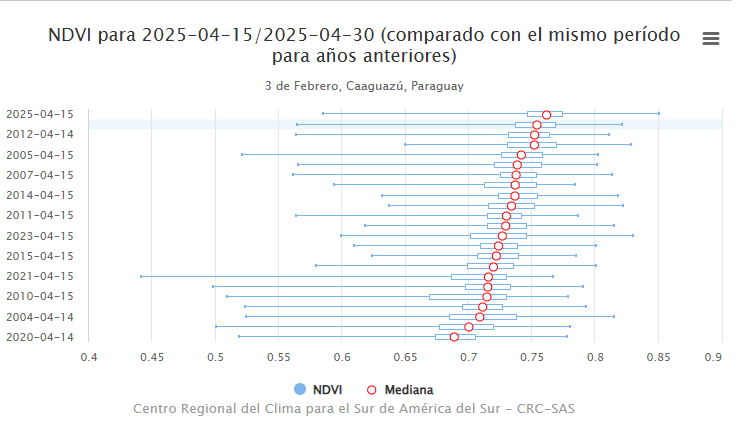 NDVI para 2025-04-15/2025-04-30 (comparado con el mismo período
para años anteriores)
3 de Febrero, Caaguazú, Paraguay
2025-04-15
2012-04-14
2005-04-15
2007-04-15
2014-04-15
2011-04-15
2023-04-15
2015-04-15
2021-04-15
2010-04-15
2004-04-14
2020-04-14
0.4 0.45 0.5 0.55 0.6 0.65 0.7 0.75 0.8 0.85 0.9
NDVI Mediana
Centro Regional del Clima para el Sur de América del Sur - CRC-SAS